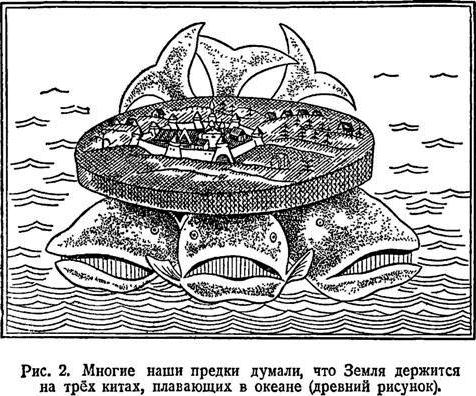 Рис. 2. Многие наши предки думали, что Земля держится
на трёх китах, плавающих в океане (древний рисунок).